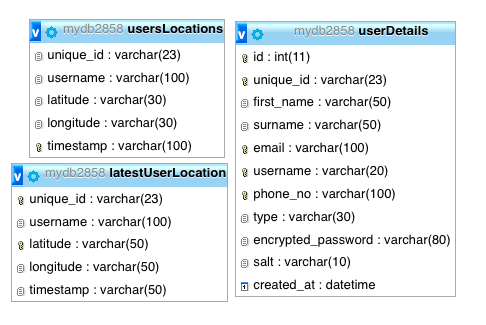 mydb2858 usersLocations
unique_id : varchar(23)
username : varchar(100)
latitude : varchar(30)
longitude : varchar(30)
timestamp : varchar(100)
mydb2858 latestUserLocation
unique_id : varchar(23)
username : varchar(100)
latitude : varchar(50)
longitude : varchar(50)
timestamp : varchar(50)
mydb2858 userDetails
id : int(11)
unique_id : varchar(23)
first_name : varchar(50)
surname : varchar(50)
email : varchar(100)
username : varchar(20)
phone_no : varchar(100)
type : varchar(30)
encrypted_password : varchar(80)
salt : varchar(10)
created_at : datetime